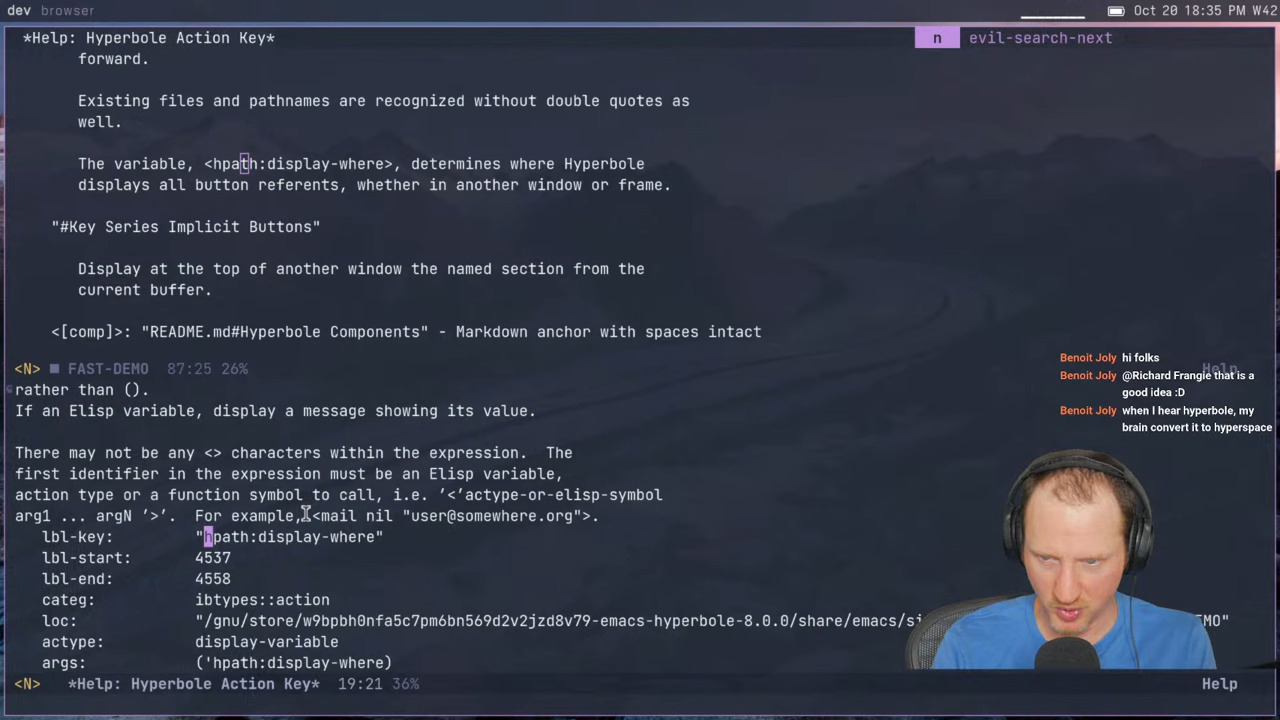 dev browser
Oct 20 18:35 PM W42
*Help: Hyperbole Action Key*
n evil-search-next
forward.
Existing files and pathnames are recognized without double quotes as
well.
The variable, <hpath:display-where>, determines where Hyperbole
displays all button referents, whether in another window or frame.
"#Key Series Implicit Buttons"
Display at the top of another window the named section from the
current buffer.
<[comp]>: "README.md#Hyperbole Components" - Markdown anchor with spaces intact
<N> FAST-DEMO 87:25 26% Help
Benoit Joly hi folks
Benoit Joly @Richard Frangie that is a
good idea :D
Benoit Joly when I hear hyperbole, my
brain convert it to hyperspace
rather than ().
If an Elisp variable, display a message showing its value.
There may not be any <> characters within the expression. The
first identifier in the expression must be an Elisp variable,
action type or a function symbol to call, i.e. '<'actype-or-elisp-symbol
arg1 ... argN '>'. For example, <mail nil "user@somewhere.org">.
lbl-key: "hpath:display-where"
lbl-start: 4537
lbl-end: 4558
categ: ibtypes::action
loc: "/gnu/store/w9bpbh0nfa5c7pm6bn569d2v2jzd8v79-emacs-hyperbole-8.0.0/share/emacs/si MO"
actype: display-variable
args: ('hpath:display-where)
<N> *Help: Hyperbole Action Key* 19:21 36% Help